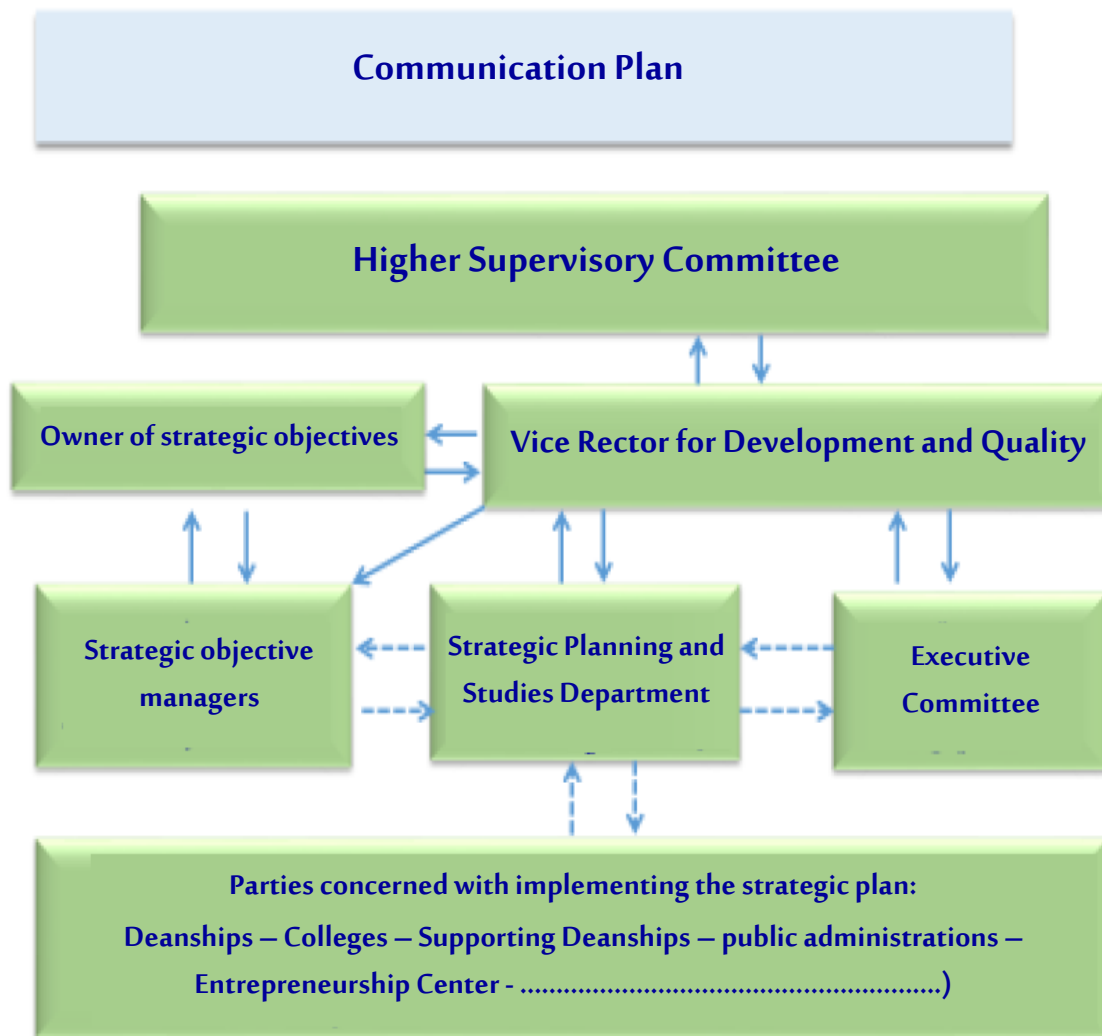 Communication Plan
Higher Supervisory Committee
Owner of strategic objectives
Vice Rector for Development and Quality
Strategic objective
managers
Strategic Planning and
Studies Department
Executive
Committee
Parties concerned with implementing the strategic plan:
Deanships – Colleges – Supporting Deanships – public administrations –
Entrepreneurship Center - ..........................................................)